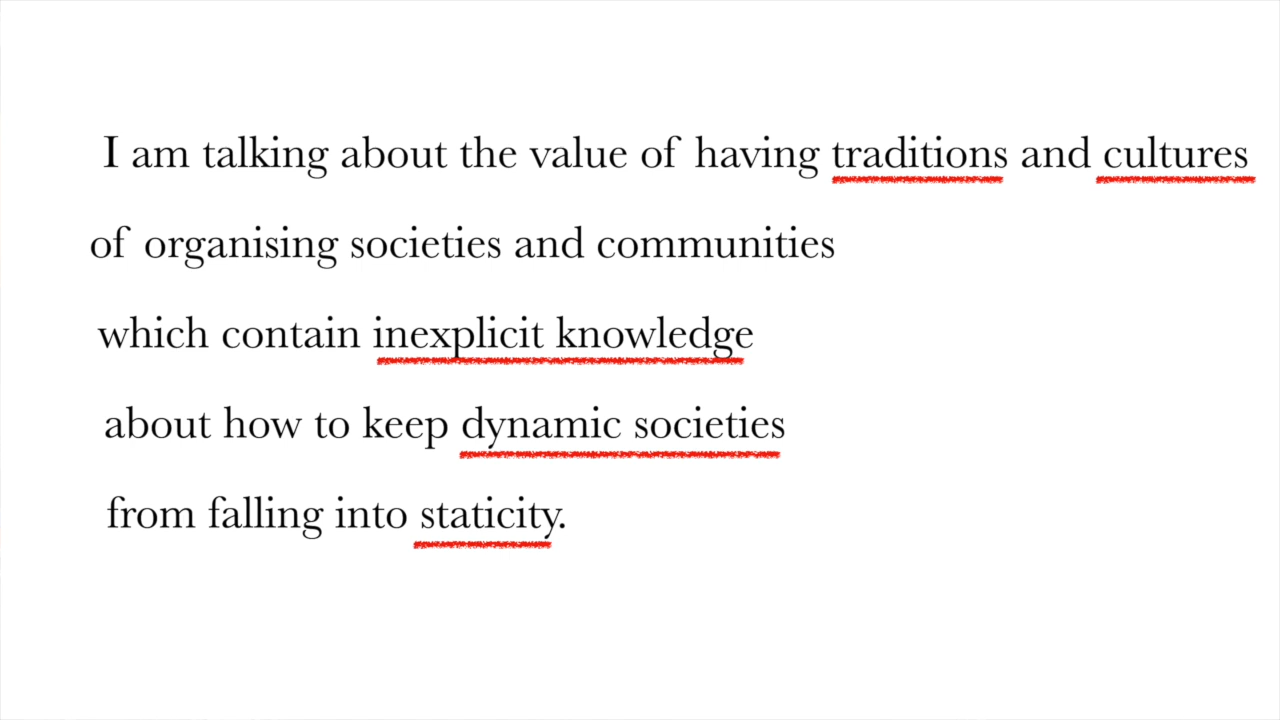 I am talking about the value of having traditions and cultures
of organising societies and communities
which contain inexplicit knowledge
about how to keep dynamic societies
from falling into staticity.